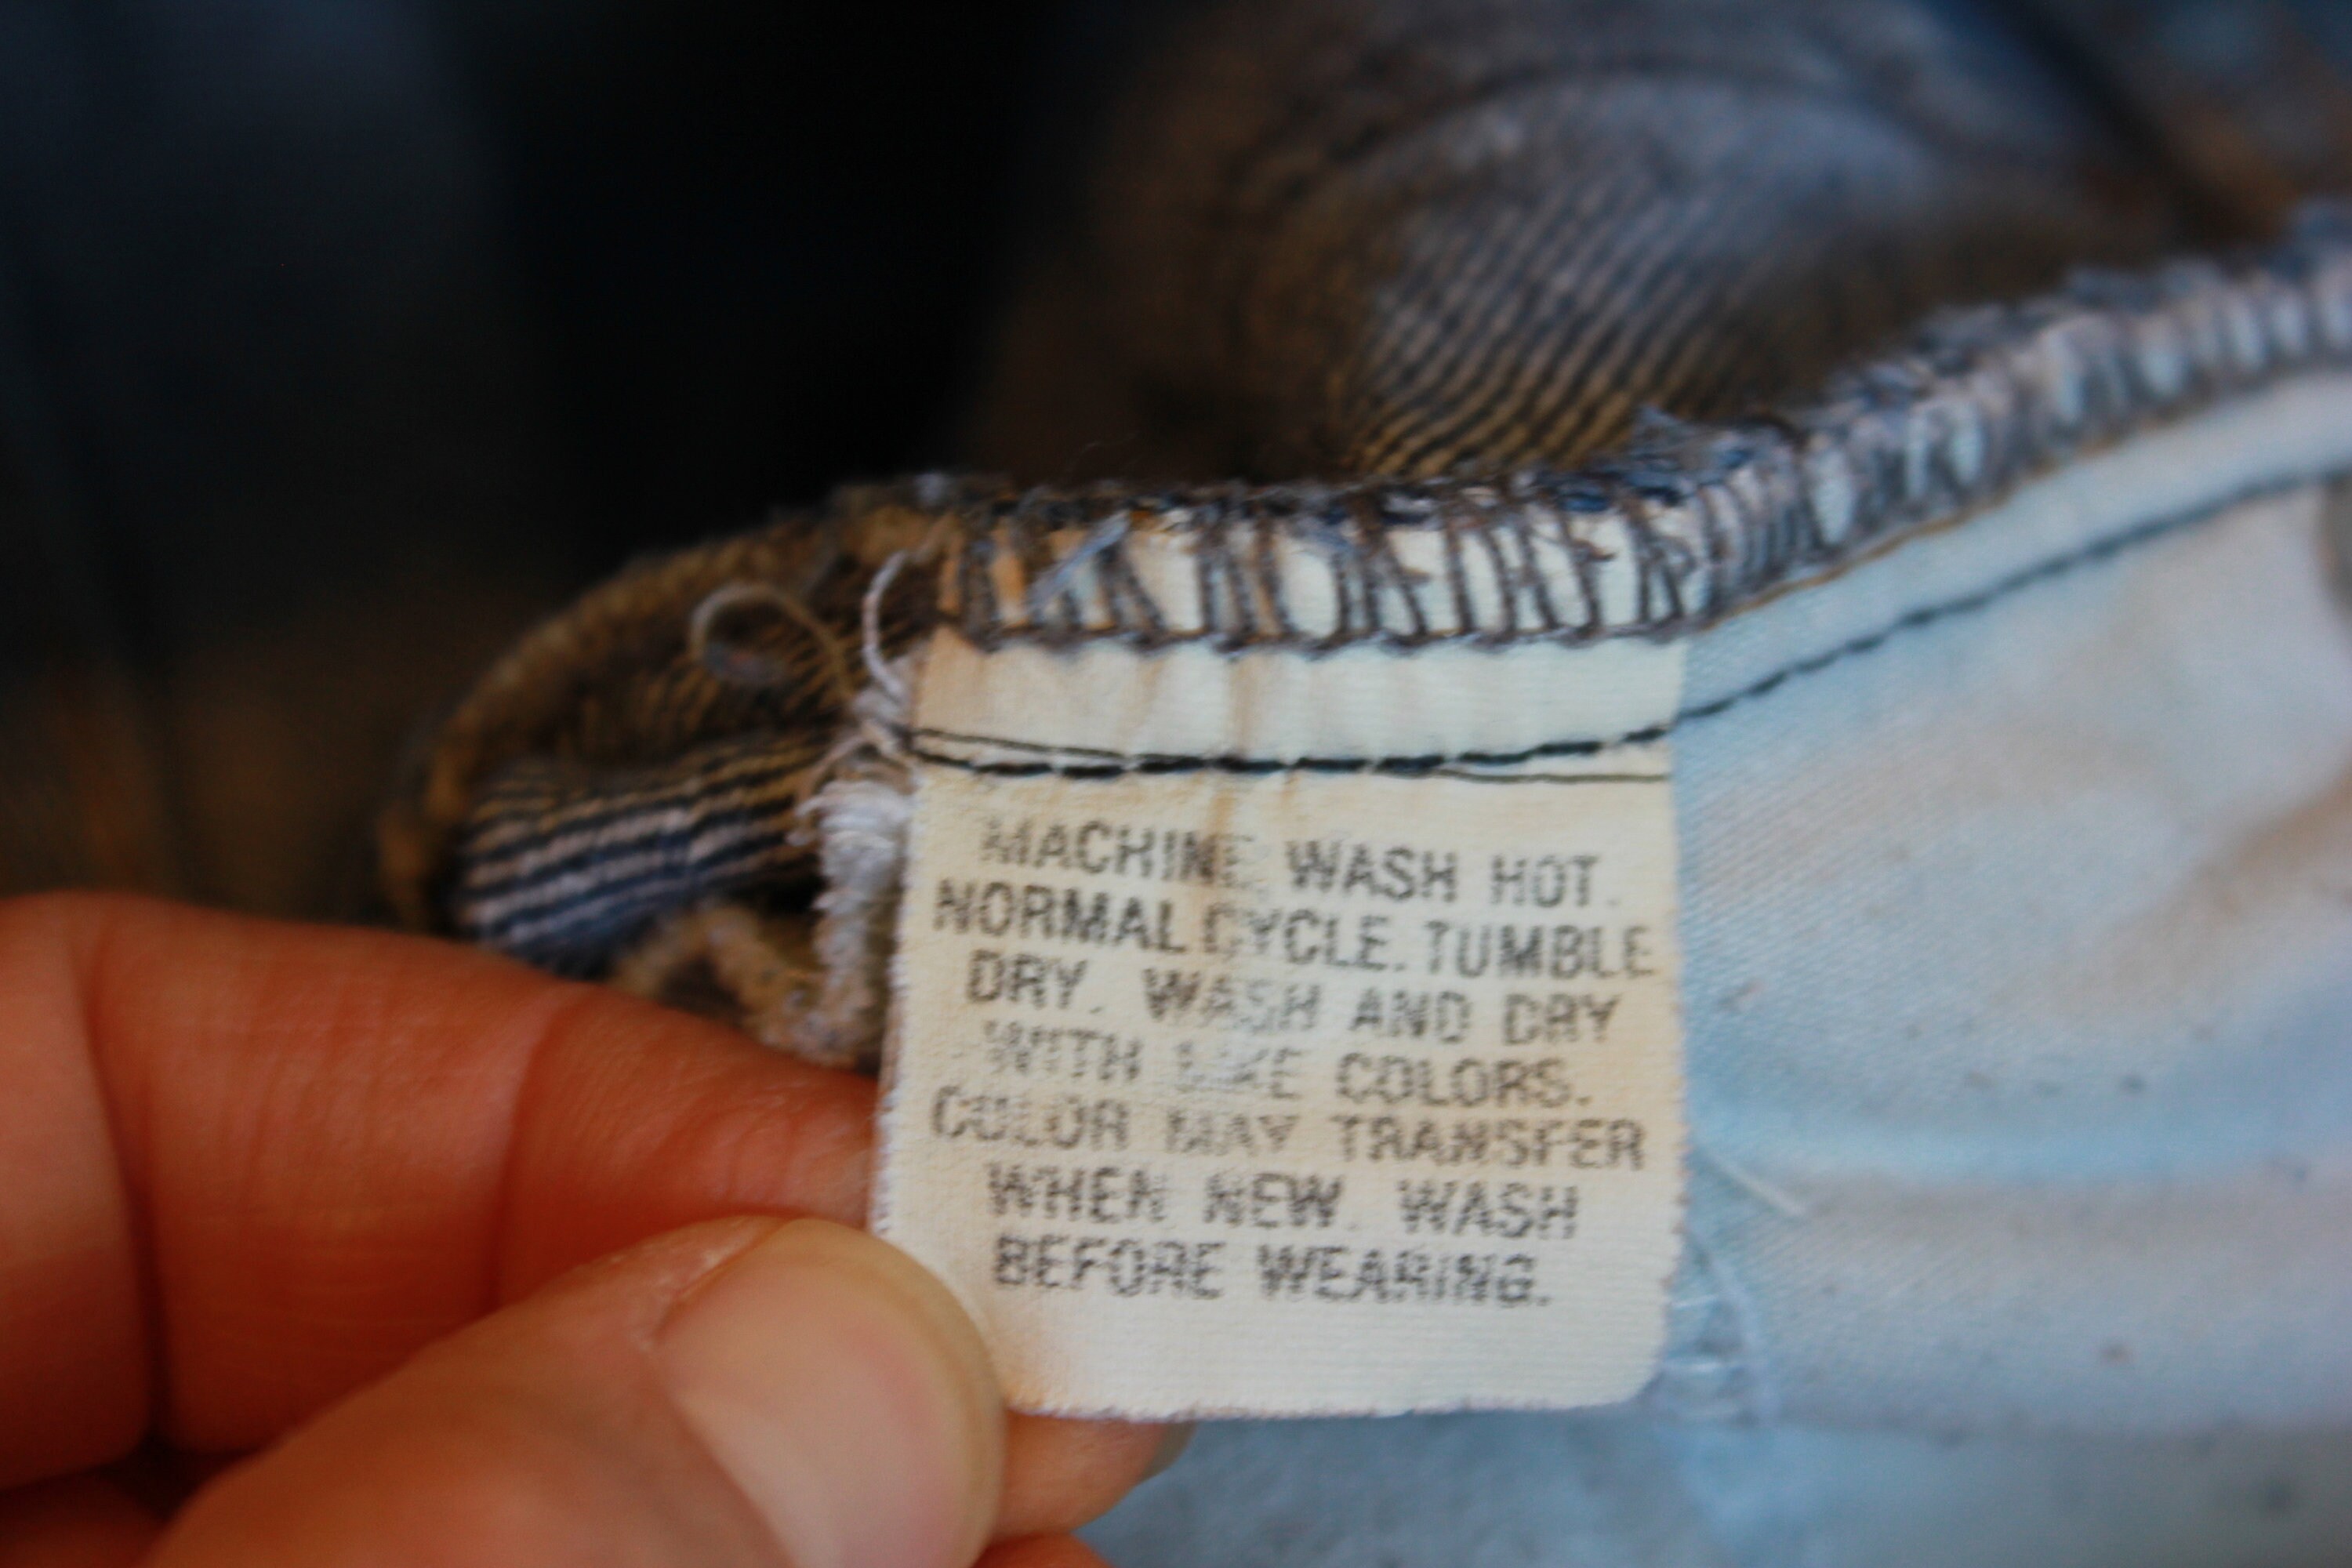 MACHINE WASH HOT.
NORMAL CYCLE. TUMBLE
DRY. WASH AND DRY
WITH LIKE COLORS.
COLOR MAY TRANSFER
WHEN NEW. WASH
BEFORE WEARING.